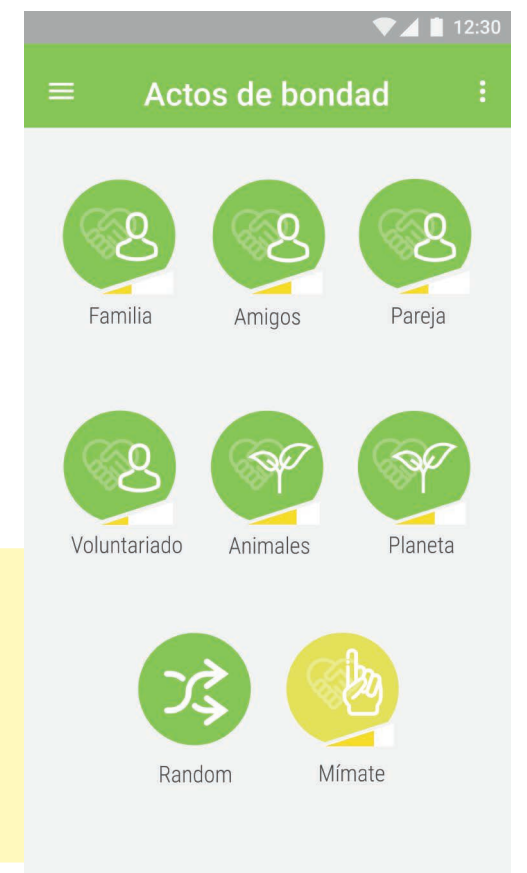 12:30
Actos de bondad
Familia Amigos Pareja
Voluntariado Animales Planeta
Random Mímate